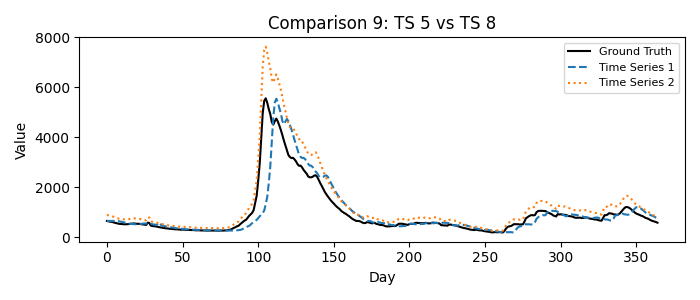 Comparison 9: TS 5 vs TS 8
Ground Truth
Time Series 1
Time Series 2
Value
8000
6000
4000
2000
0
0 50 100 150 200 250 300 350
Day